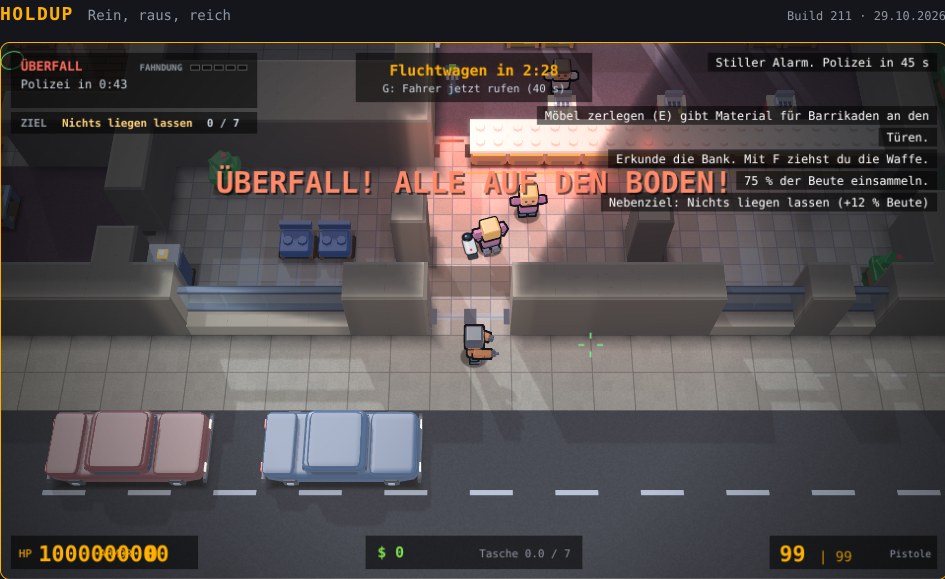 HOLDUP Rein, raus, reich
Build 211 · 29.10.2026
ÜBERFALL FAHNDUNG
Polizei in 0:43
ZIEL Nichts liegen lassen 0 / 7
Fluchtwagen in 2:28
G: Fahrer jetzt rufen (40 s)
Stiller Alarm. Polizei in 45 s
Möbel zerlegen (E) gibt Material für Barrikaden an den
Türen.
Erkunde die Bank. Mit F ziehst du die Waffe.
75 % der Beute einsammeln.
Nebenziel: Nichts liegen lassen (+12 % Beute)
ÜBERFALL! ALLE AUF DEN BODEN!
HP
$ 0 Tasche 0.0 / 7
99 | 99 Pistole